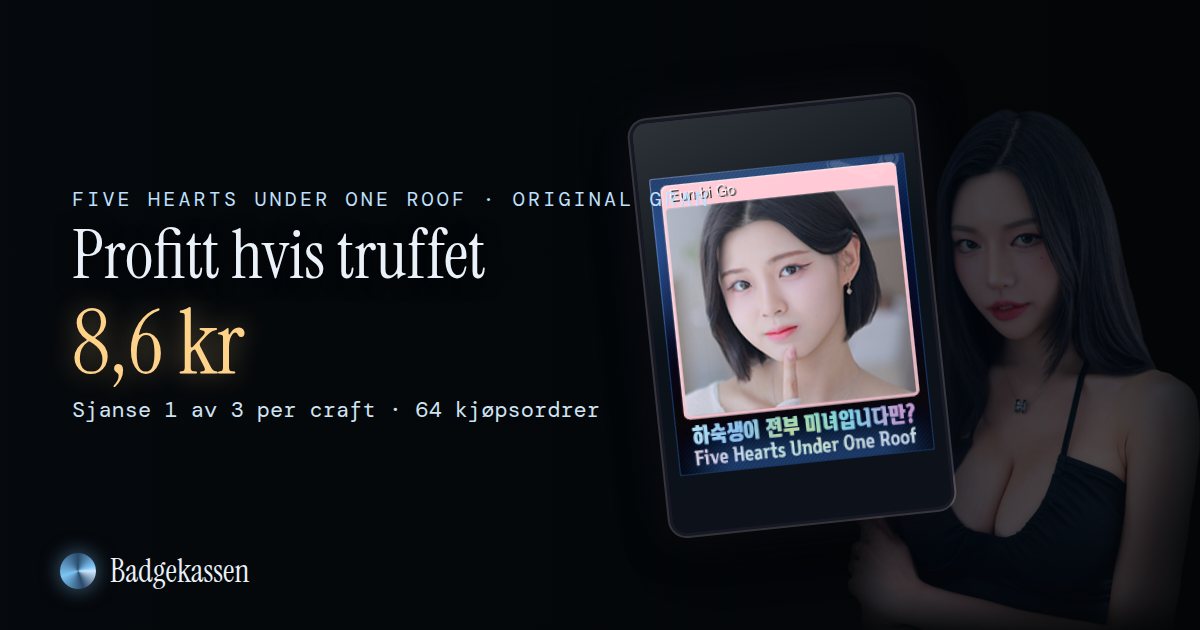 FIVE HEARTS UNDER ONE ROOF · ORIGINAL
Profitt hvis truffet
8,6 kr
Sjanse 1 av 3 per craft · 64 kjøpsordrer
Badgekassen
Eun-bi Go
하숙생이 전부 미녀입니다만?
Five Hearts Under One Roof